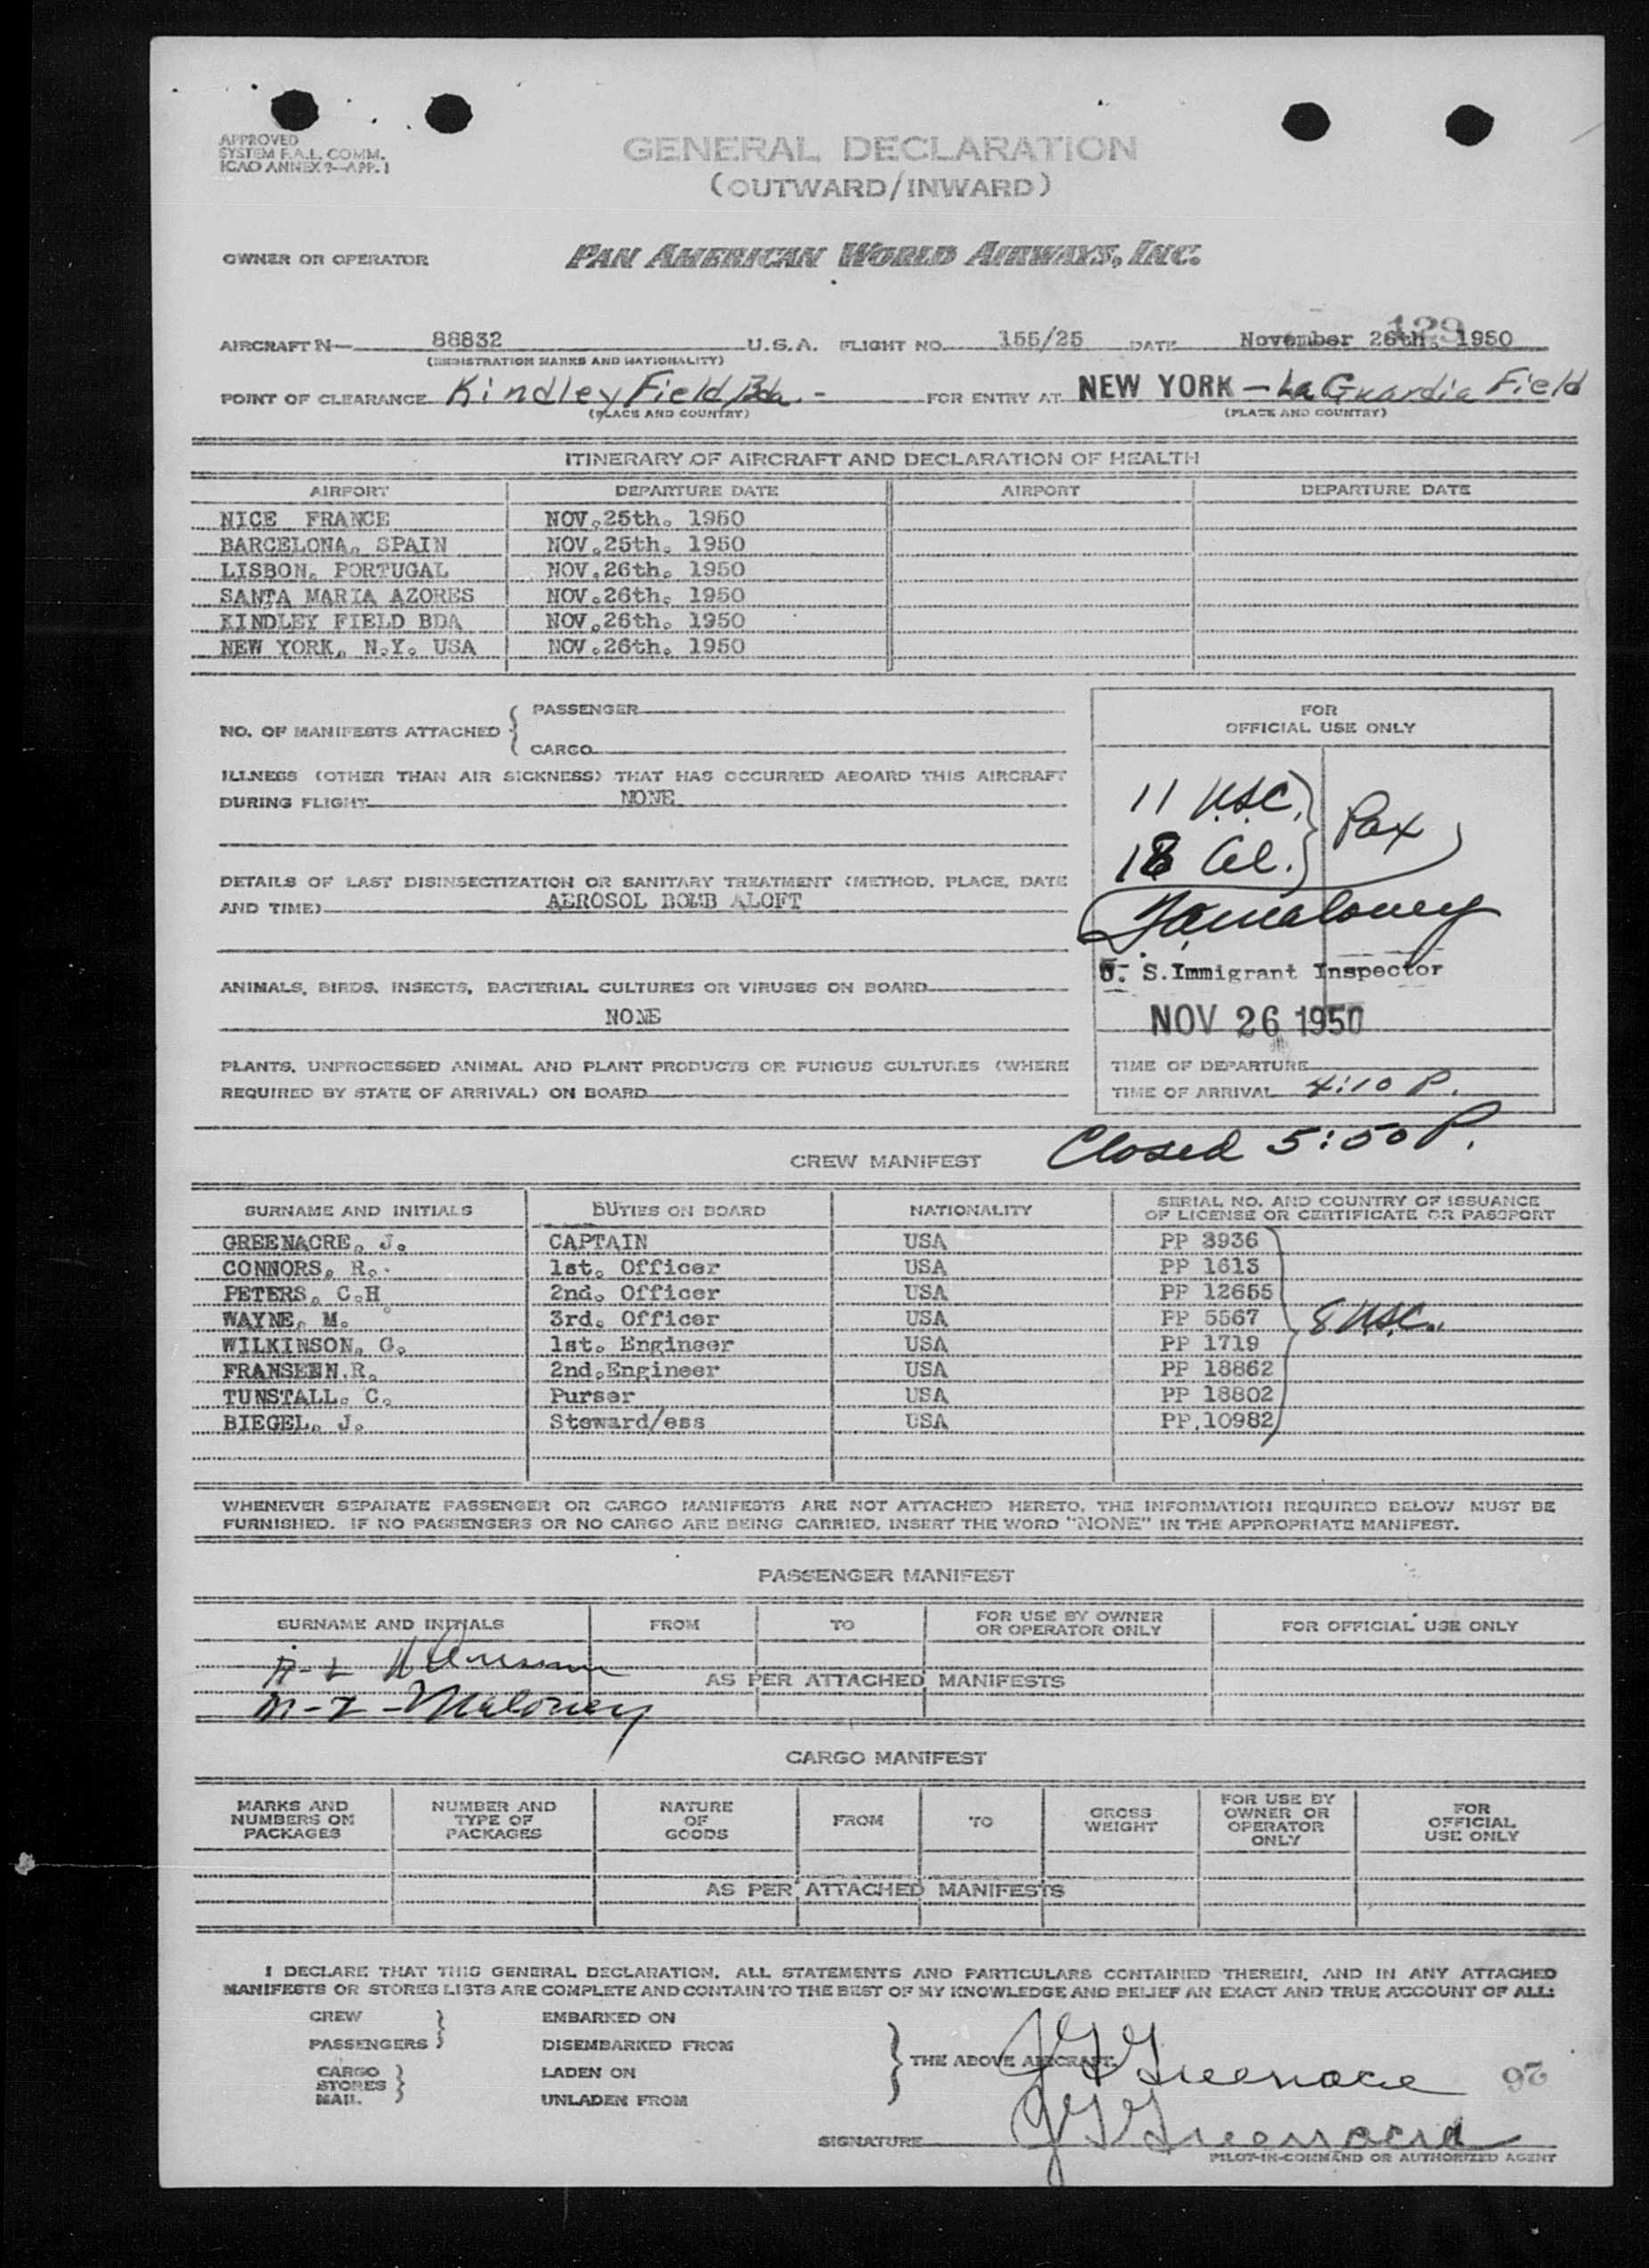 APPROVED
SYSTEM F.A.L. COMM.
ICAO ANNEX 9—APP. 1
GENERAL DECLARATION
(OUTWARD/INWARD)
OWNER OR OPERATOR PAN AMERICAN WORLD AIRWAYS, INC.
129
AIRCRAFT N— 88832 U.S.A. FLIGHT NO. 155/25 DATE November 26th. 1950
(REGISTRATION MARKS AND NATIONALITY)
POINT OF CLEARANCE Kindley Field Bda. - FOR ENTRY AT NEW YORK - LaGuardia Field
(PLACE AND COUNTRY) (PLACE AND COUNTRY)
ITINERARY OF AIRCRAFT AND DECLARATION OF HEALTH
AIRPORT DEPARTURE DATE AIRPORT DEPARTURE DATE
NICE FRANCE NOV.25th. 1950
BARCELONA, SPAIN NOV.25th. 1950
LISBON, PORTUGAL NOV.26th. 1950
SANTA MARIA AZORES NOV.26th. 1950
KINDLEY FIELD BDA NOV.26th. 1950
NEW YORK, N.Y. USA NOV.26th. 1950
NO. OF MANIFESTS ATTACHED { PASSENGER
CARGO
ILLNESS (OTHER THAN AIR SICKNESS) THAT HAS OCCURRED ABOARD THIS AIRCRAFT
DURING FLIGHT NONE
DETAILS OF LAST DISINSECTIZATION OR SANITARY TREATMENT (METHOD, PLACE, DATE
AND TIME) AEROSOL BOMB ALOFT
ANIMALS, BIRDS, INSECTS, BACTERIAL CULTURES OR VIRUSES ON BOARD
NONE
PLANTS, UNPROCESSED ANIMAL AND PLANT PRODUCTS OR FUNGUS CULTURES (WHERE
REQUIRED BY STATE OF ARRIVAL) ON BOARD
FOR
OFFICIAL USE ONLY
11 USC.
18 Al. } Pax
Maloney
U. S. Immigrant Inspector
NOV 26 1950
TIME OF DEPARTURE
TIME OF ARRIVAL 4:10 P.
Closed 5:50 P.
CREW MANIFEST
SURNAME AND INITIALS DUTIES ON BOARD NATIONALITY SERIAL NO. AND COUNTRY OF ISSUANCE
OF LICENSE OR CERTIFICATE OR PASSPORT
GREENACRE, J. CAPTAIN USA PP 3936
CONNORS, R. 1st. Officer USA PP 1613
PETERS, C.H 2nd. Officer USA PP 12655
WAYNE, M. 3rd. Officer USA PP 5567
8 USC.
WILKINSON, G. 1st. Engineer USA PP 1719
FRANSENN.R. 2nd.Engineer USA PP 18862
TUNSTALL. C. Purser USA PP 18802
BIEGEL, J. Steward/ess USA PP.10982
WHENEVER SEPARATE PASSENGER OR CARGO MANIFESTS ARE NOT ATTACHED HERETO, THE INFORMATION REQUIRED BELOW MUST BE
FURNISHED. IF NO PASSENGERS OR NO CARGO ARE BEING CARRIED, INSERT THE WORD "NONE" IN THE APPROPRIATE MANIFEST.
PASSENGER MANIFEST
SURNAME AND INITIALS FROM TO FOR USE BY OWNER
OR OPERATOR ONLY FOR OFFICIAL USE ONLY
AS PER ATTACHED MANIFESTS
Maloney
CARGO MANIFEST
MARKS AND
NUMBERS ON
PACKAGES NUMBER AND
TYPE OF
PACKAGES NATURE
OF
GOODS FROM TO GROSS
WEIGHT FOR USE BY
OWNER OR
OPERATOR
ONLY FOR
OFFICIAL
USE ONLY
AS PER ATTACHED MANIFESTS
I DECLARE THAT THIS GENERAL DECLARATION, ALL STATEMENTS AND PARTICULARS CONTAINED THEREIN, AND IN ANY ATTACHED
MANIFESTS OR STORES LISTS ARE COMPLETE AND CONTAIN TO THE BEST OF MY KNOWLEDGE AND BELIEF AN EXACT AND TRUE ACCOUNT OF ALL:
CREW EMBARKED ON
PASSENGERS DISEMBARKED FROM
CARGO LADEN ON
STORES
MAIL UNLADEN FROM
THE ABOVE AIRCRAFT.
J G Greenacre
26
SIGNATURE J G Greenacre
PILOT-IN-COMMAND OR AUTHORIZED AGENT